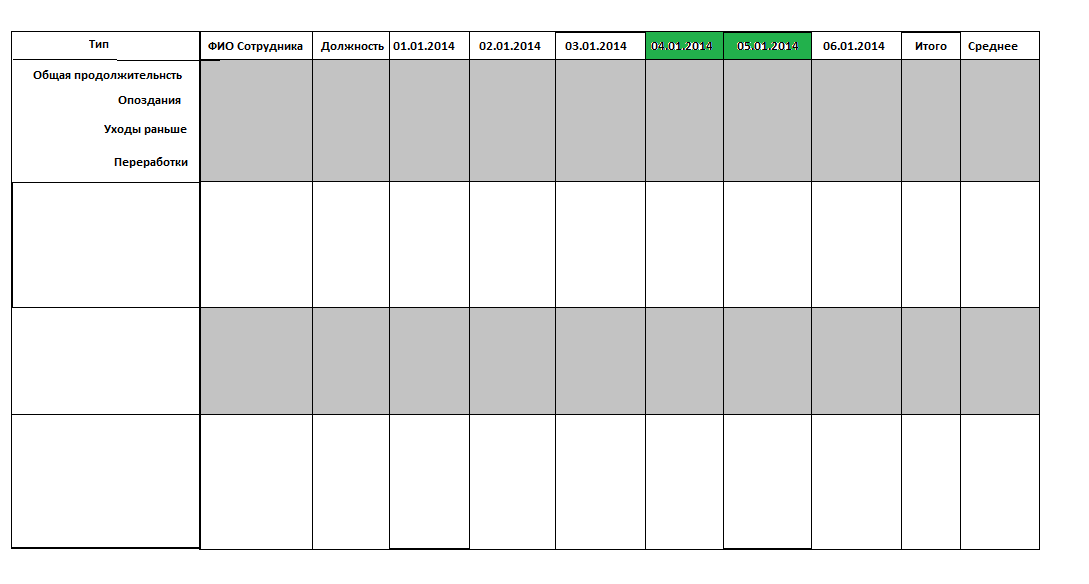 Тип ФИО Сотрудника Должность 01.01.2014 02.01.2014 03.01.2014 04.01.2014 05.01.2014 06.01.2014 Итого Среднее
Общая продолжительнсть
Опоздания
Уходы раньше
Переработки